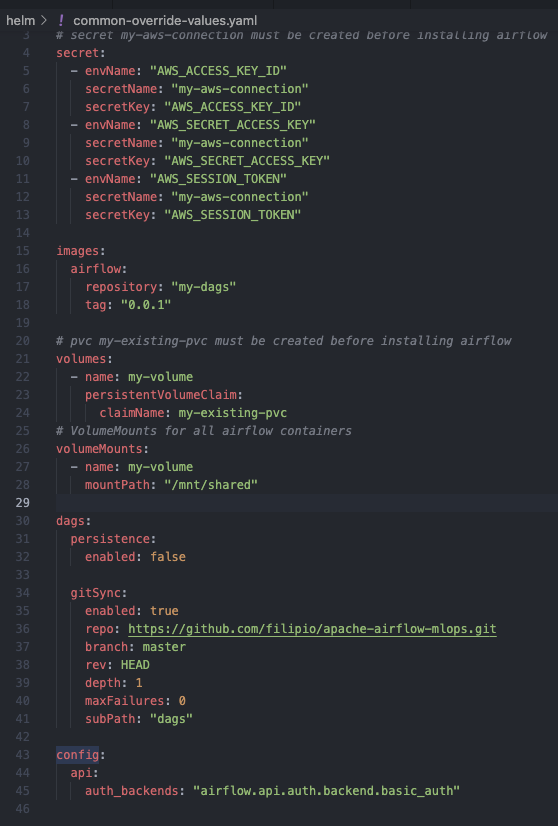 helm > ! common-override-values.yaml
3 # secret my-aws-connection must be created before installing airflow
4 secret:
5   - envName: "AWS_ACCESS_KEY_ID"
6     secretName: "my-aws-connection"
7     secretKey: "AWS_ACCESS_KEY_ID"
8   - envName: "AWS_SECRET_ACCESS_KEY"
9     secretName: "my-aws-connection"
10     secretKey: "AWS_SECRET_ACCESS_KEY"
11   - envName: "AWS_SESSION_TOKEN"
12     secretName: "my-aws-connection"
13     secretKey: "AWS_SESSION_TOKEN"
14
15 images:
16   airflow:
17     repository: "my-dags"
18     tag: "0.0.1"
19
20 # pvc my-existing-pvc must be created before installing airflow
21 volumes:
22   - name: my-volume
23     persistentVolumeClaim:
24       claimName: my-existing-pvc
25 # VolumeMounts for all airflow containers
26 volumeMounts:
27   - name: my-volume
28     mountPath: "/mnt/shared"
29
30 dags:
31   persistence:
32     enabled: false
33
34   gitSync:
35     enabled: true
36     repo: https://github.com/filipio/apache-airflow-mlops.git
37     branch: master
38     rev: HEAD
39     depth: 1
40     maxFailures: 0
41     subPath: "dags"
42
43 config:
44   api:
45     auth_backends: "airflow.api.auth.backend.basic_auth"
46